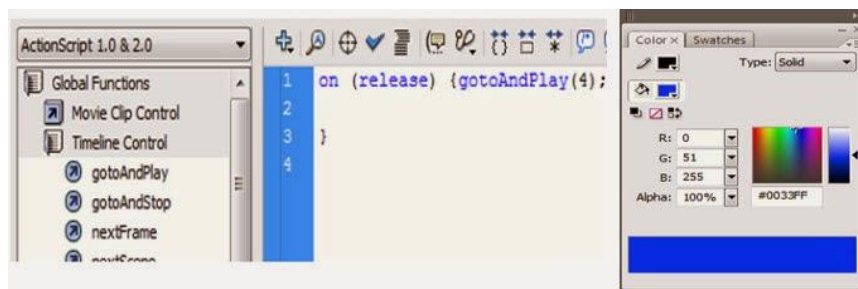 ActionScript 1.0 & 2.0
Global Functions
Movie Clip Control
Timeline Control
gotoAndPlay
gotoAndStop
nextFrame
nextScene
1 on (release) {gotoAndPlay(4);
2
3 }
4
Color × Swatches
Type: Solid
R: 0
G: 51
B: 255
Alpha: 100% #0033FF